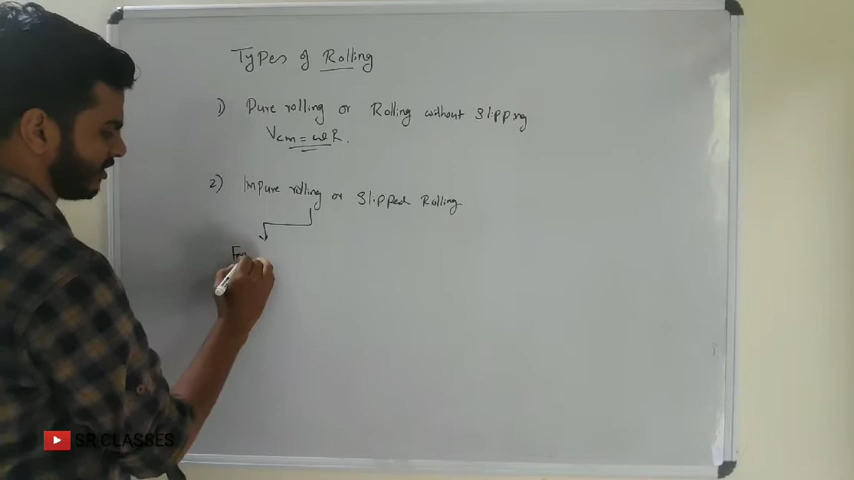 Types of Rolling
1) Pure rolling or Rolling without Slipping
Vcm = ωR.
2) Impure rolling or Slipped Rolling
SR CLASSES